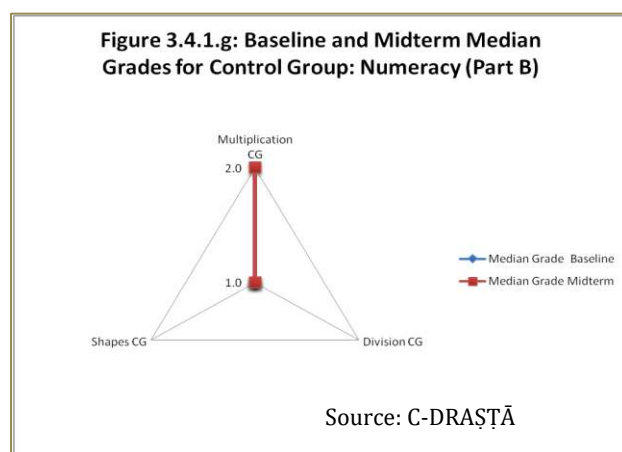 Figure 3.4.1.g: Baseline and Midterm Median
Grades for Control Group: Numeracy (Part B)
Multiplication
CG
2.0
1.0
Shapes CG
Division CG
Median Grade Baseline
Median Grade Midterm
Source: C-DRAṢṬĀ